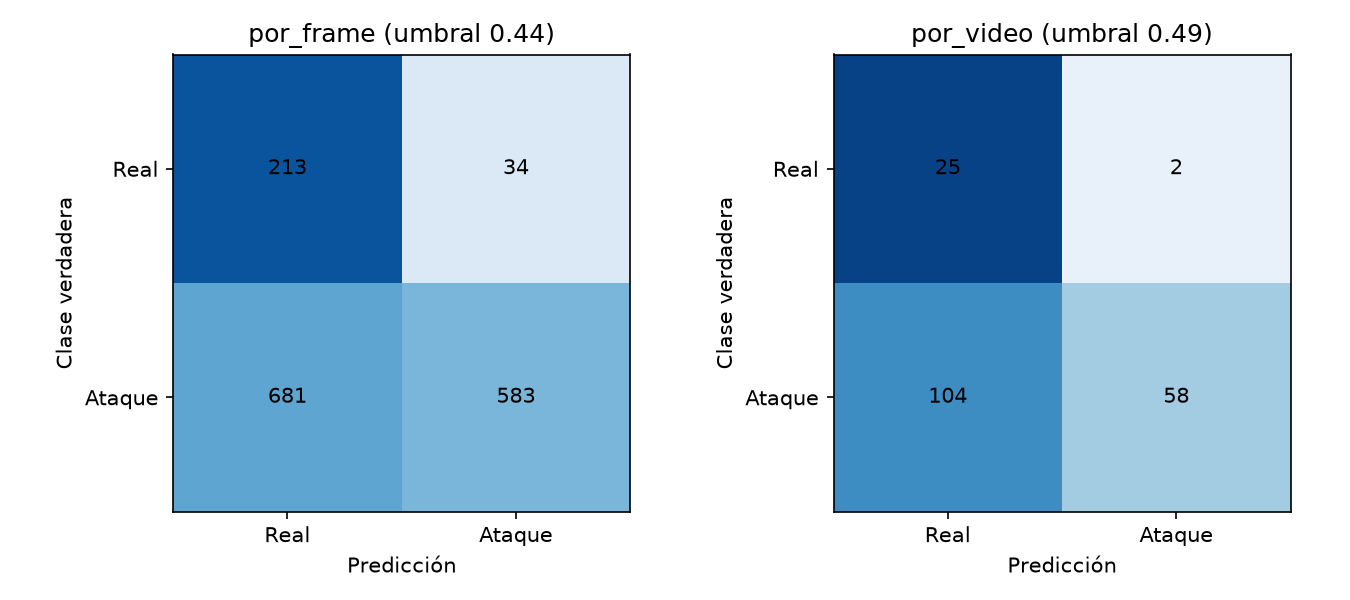 por_frame (umbral 0.44)
Clase verdadera
Real
213
34
Ataque
681
583
Real
Ataque
Predicción
por_video (umbral 0.49)
Clase verdadera
Real
25
2
Ataque
104
58
Real
Ataque
Predicción